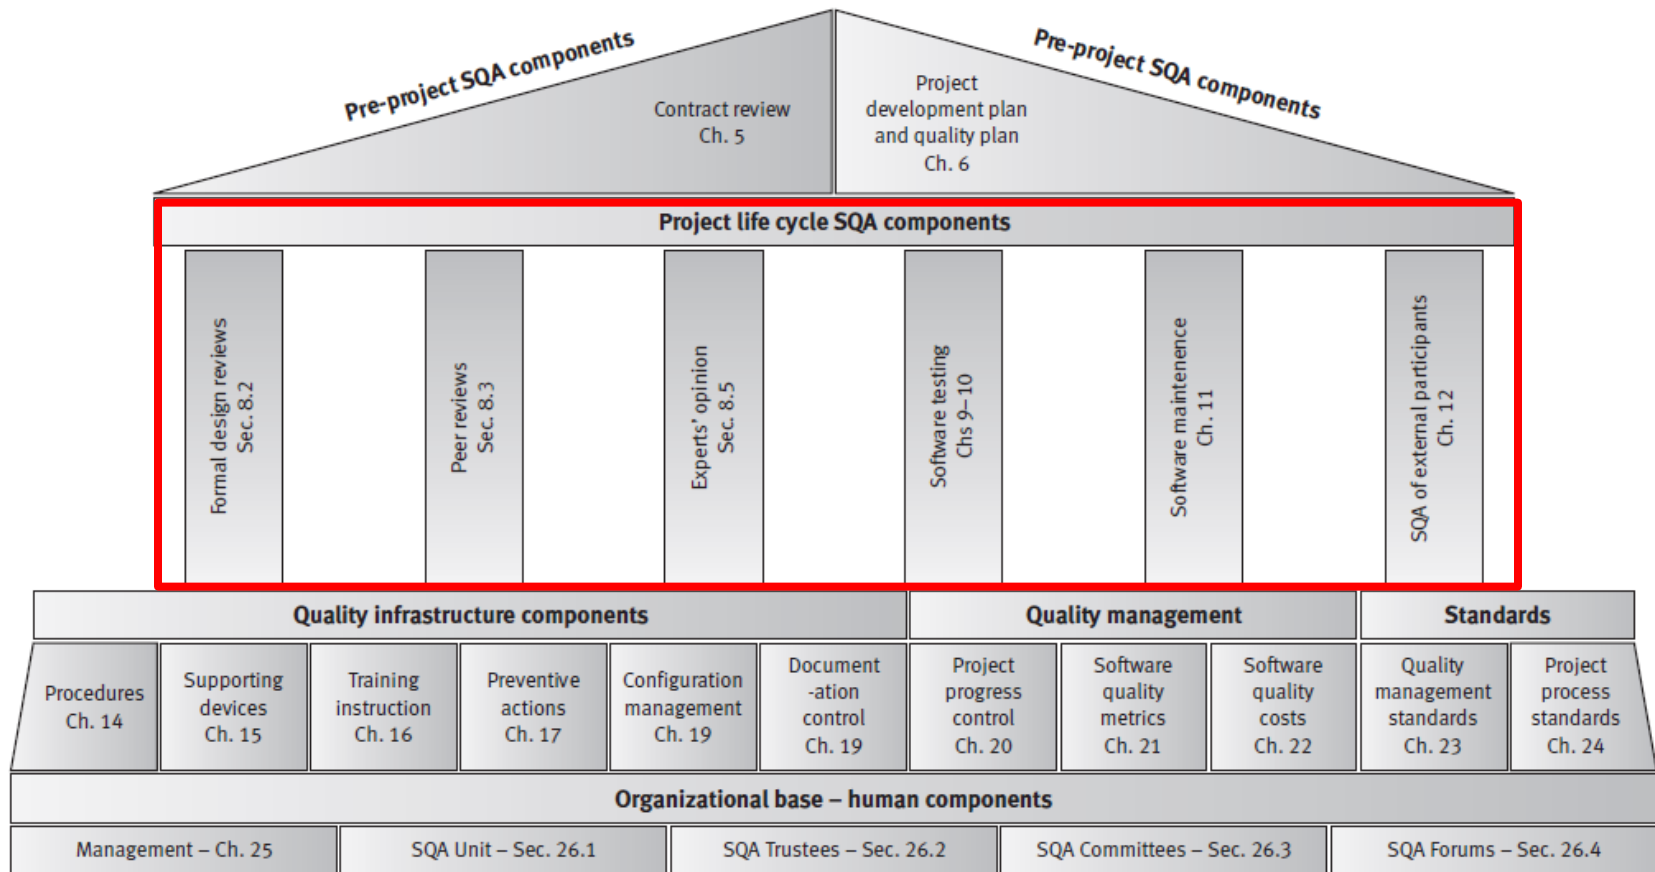 Pre-project SQA components
Pre-project SQA components
Contract review
Ch. 5
Project
development plan
and quality plan
Ch. 6
Project life cycle SQA components
Formal design reviews
Sec. 8.2
Peer reviews
Sec. 8.3
Experts' opinion
Sec. 8.5
Software testing
Chs 9–10
Software maintenence
Ch. 11
SQA of external participants
Ch. 12
Quality infrastructure components
Quality management
Standards
Procedures
Ch. 14
Supporting
devices
Ch. 15
Training
instruction
Ch. 16
Preventive
actions
Ch. 17
Configuration
management
Ch. 19
Document
-ation
control
Ch. 19
Project
progress
control
Ch. 20
Software
quality
metrics
Ch. 21
Software
quality
costs
Ch. 22
Quality
management
standards
Ch. 23
Project
process
standards
Ch. 24
Organizational base – human components
Management – Ch. 25
SQA Unit – Sec. 26.1
SQA Trustees – Sec. 26.2
SQA Committees – Sec. 26.3
SQA Forums – Sec. 26.4